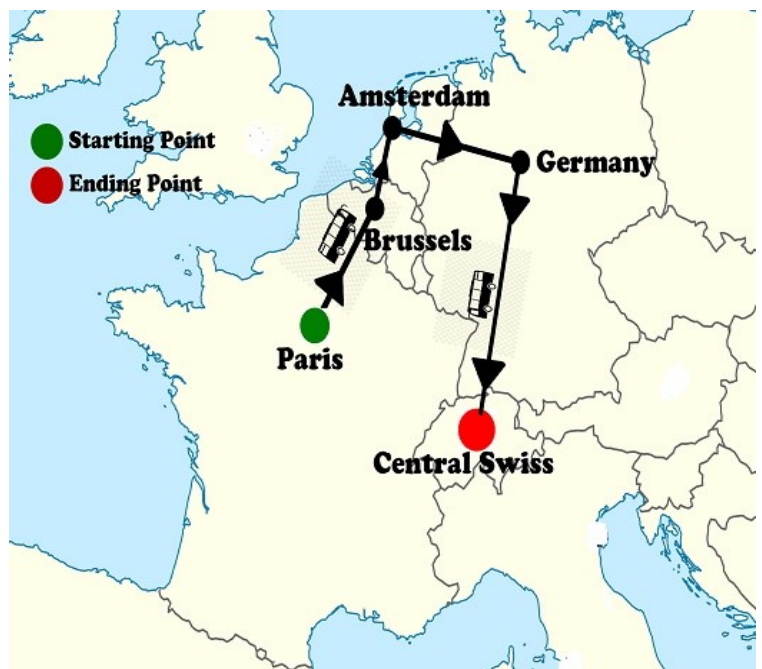 Amsterdam
Starting Point
Germany
Ending Point
Brussels
Paris
Central Swiss